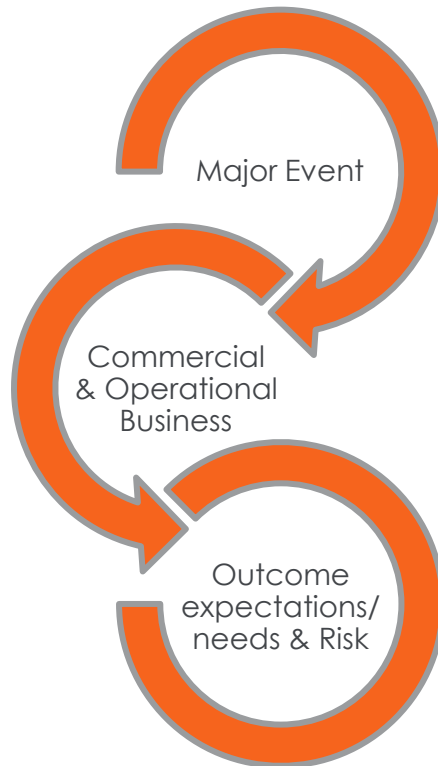 Major Event
Commercial
& Operational
Business
Outcome
expectations/
needs & Risk